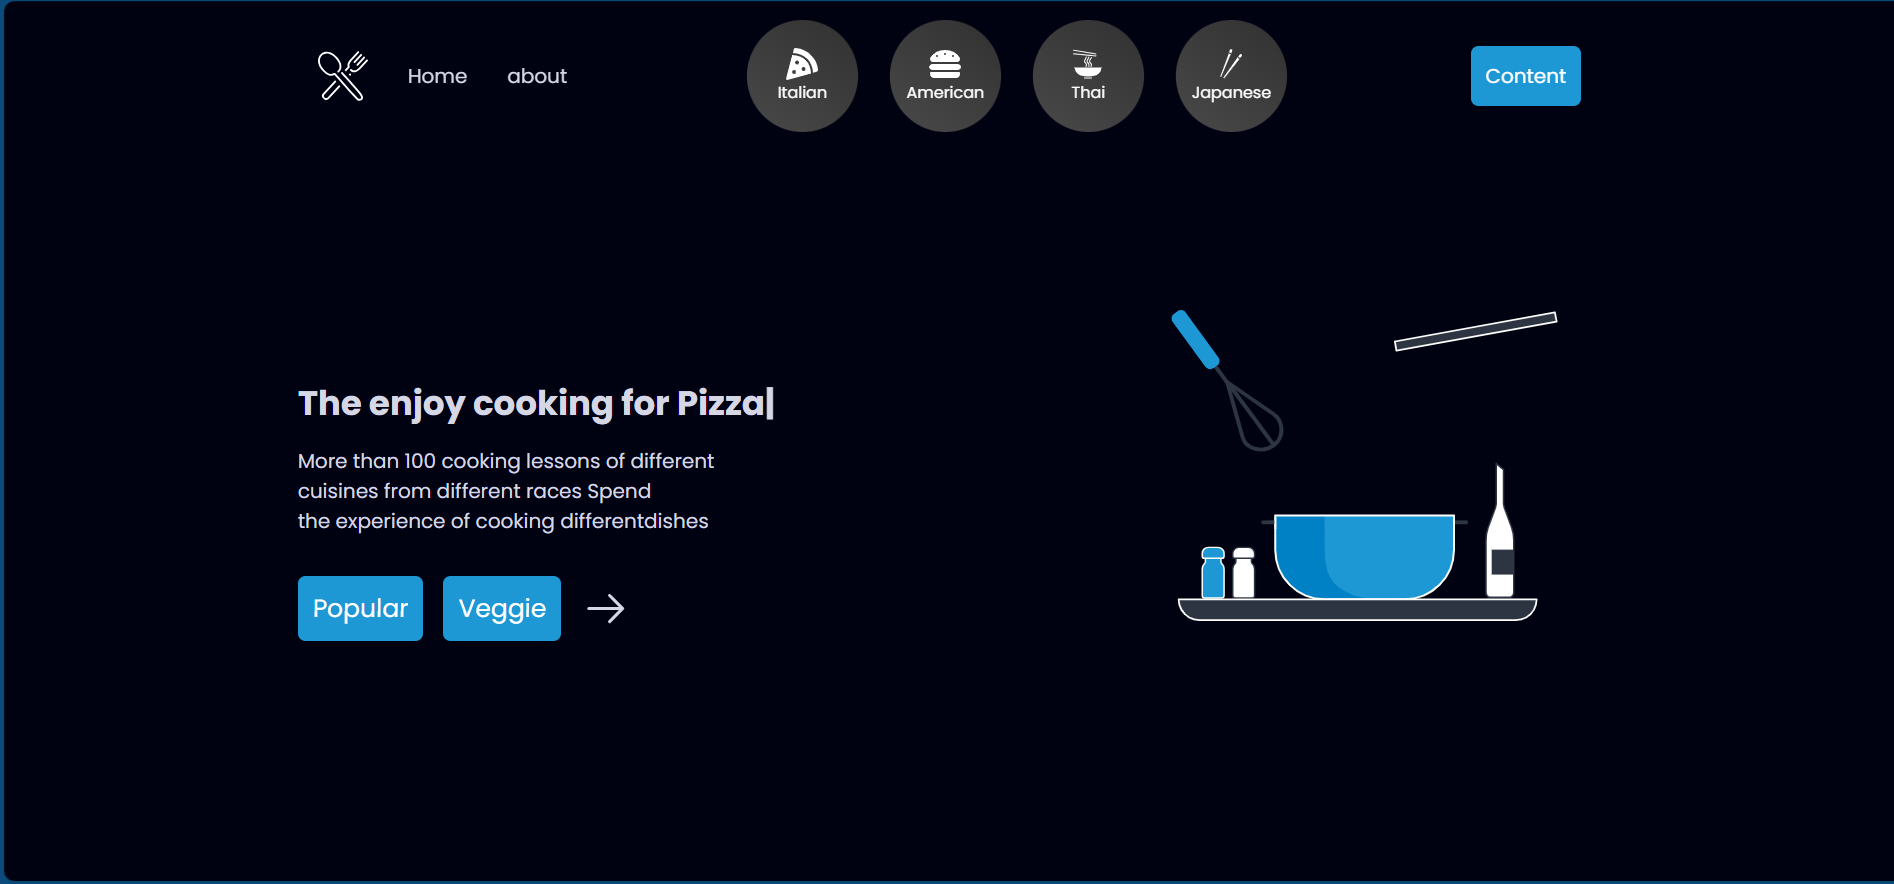 Home about Italian American Thai Japanese Content
The enjoy cooking for Pizza|
More than 100 cooking lessons of different
cuisines from different races Spend
the experience of cooking differentdishes
Popular Veggie